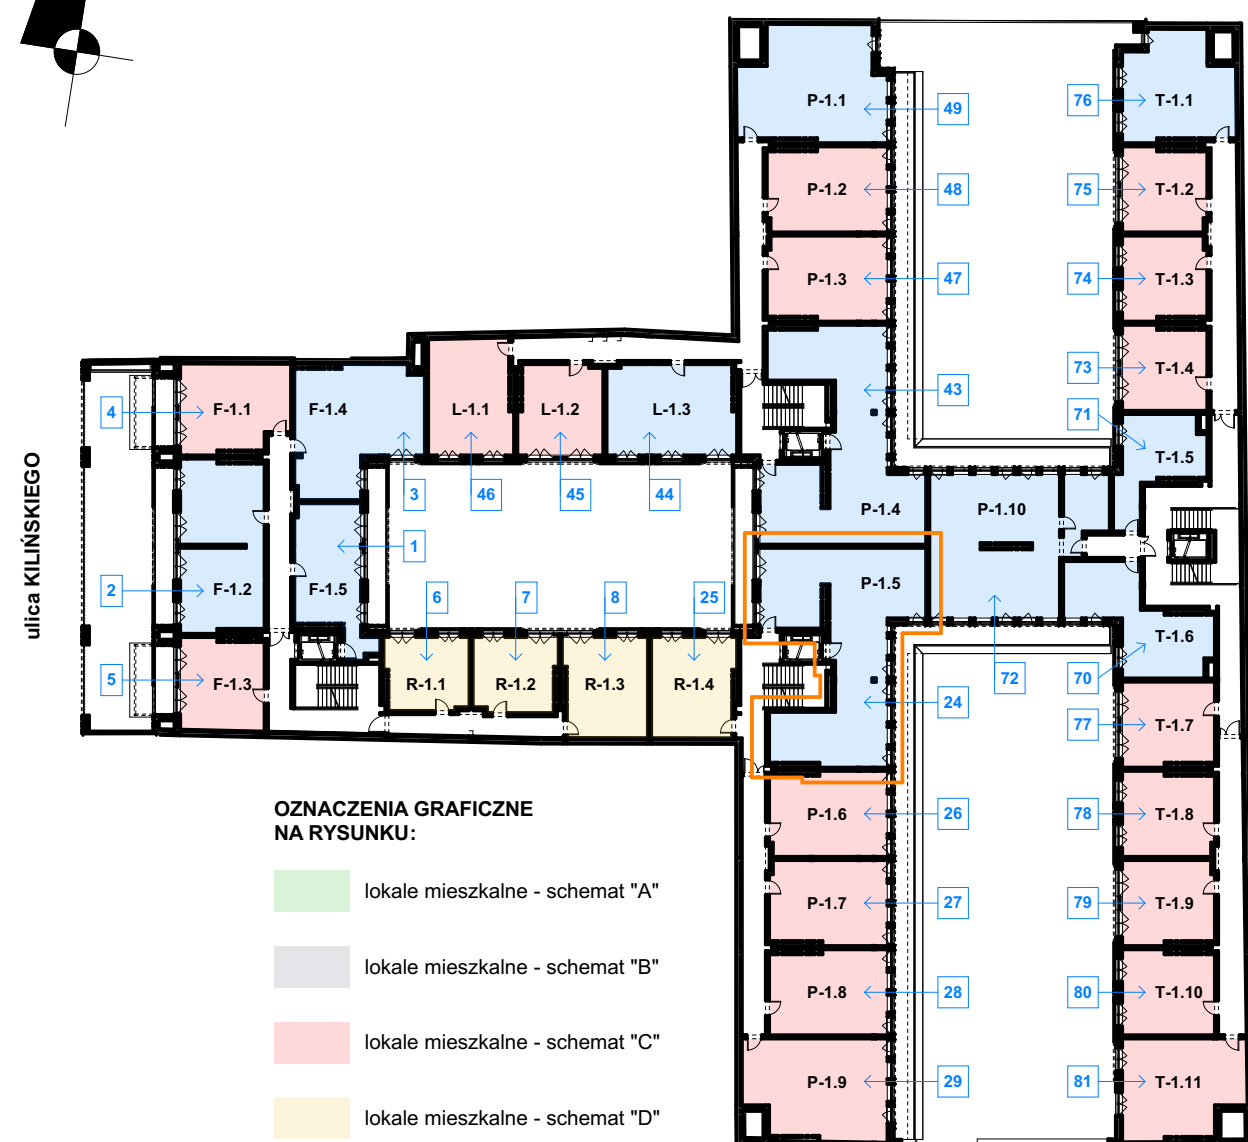 P-1.1
49
76
T-1.1
P-1.2
48
75
T-1.2
P-1.3
47
74
T-1.3
73
T-1.4
43
71
T-1.5
4
F-1.1
F-1.4
L-1.1
L-1.2
L-1.3
3
46
45
44
P-1.4
P-1.10
ulica KILIŃSKIEGO
1
2
F-1.2
F-1.5
6
7
8
25
P-1.5
T-1.6
5
F-1.3
R-1.1
R-1.2
R-1.3
R-1.4
24
72
70
77
T-1.7
P-1.6
26
78
T-1.8
P-1.7
27
79
T-1.9
P-1.8
28
80
T-1.10
P-1.9
29
81
T-1.11
OZNACZENIA GRAFICZNE
NA RYSUNKU:
lokale mieszkalne - schemat "A"
lokale mieszkalne - schemat "B"
lokale mieszkalne - schemat "C"
lokale mieszkalne - schemat "D"